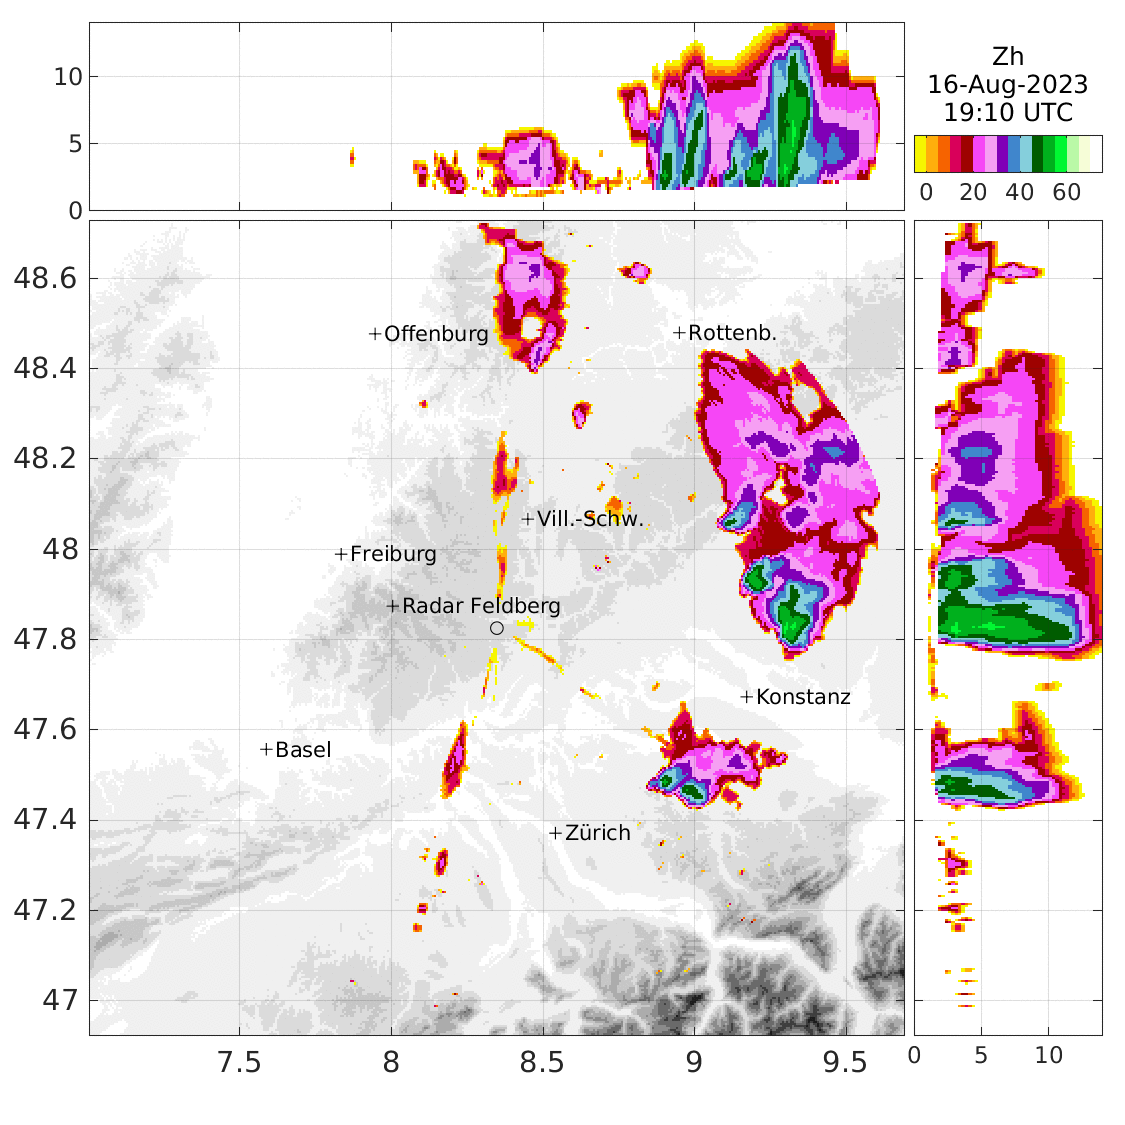 10
5
0
Zh
16-Aug-2023
19:10 UTC
0 20 40 60
48.6
48.4
48.2
48
47.8
47.6
47.4
47.2
47
Offenburg
Rottenb.
Vill.-Schw.
Freiburg
Radar Feldberg
Konstanz
Basel
Zürich
7.5 8 8.5 9 9.5
0 5 10